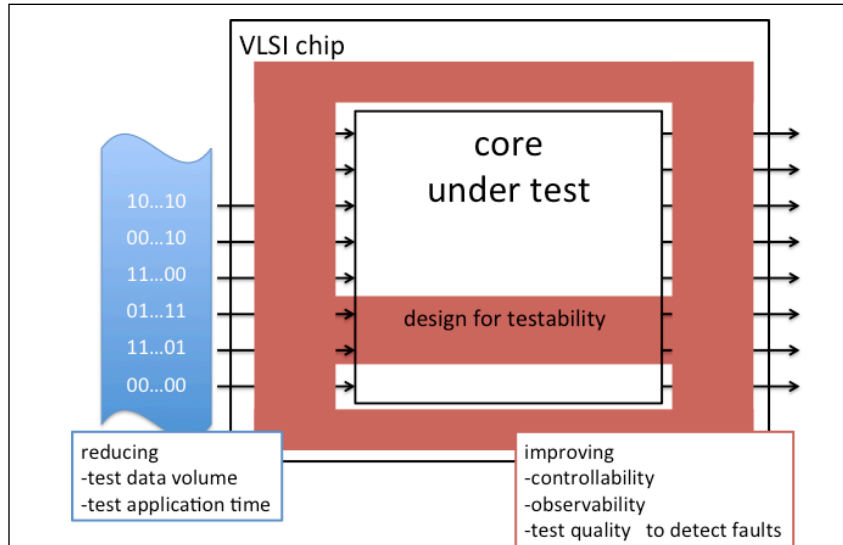 VLSI chip
core
under test
10...10
00...10
11...00
01...11
11...01
00...00
design for testability
reducing
-test data volume
-test application time
improving
-controllability
-observability
-test quality to detect faults